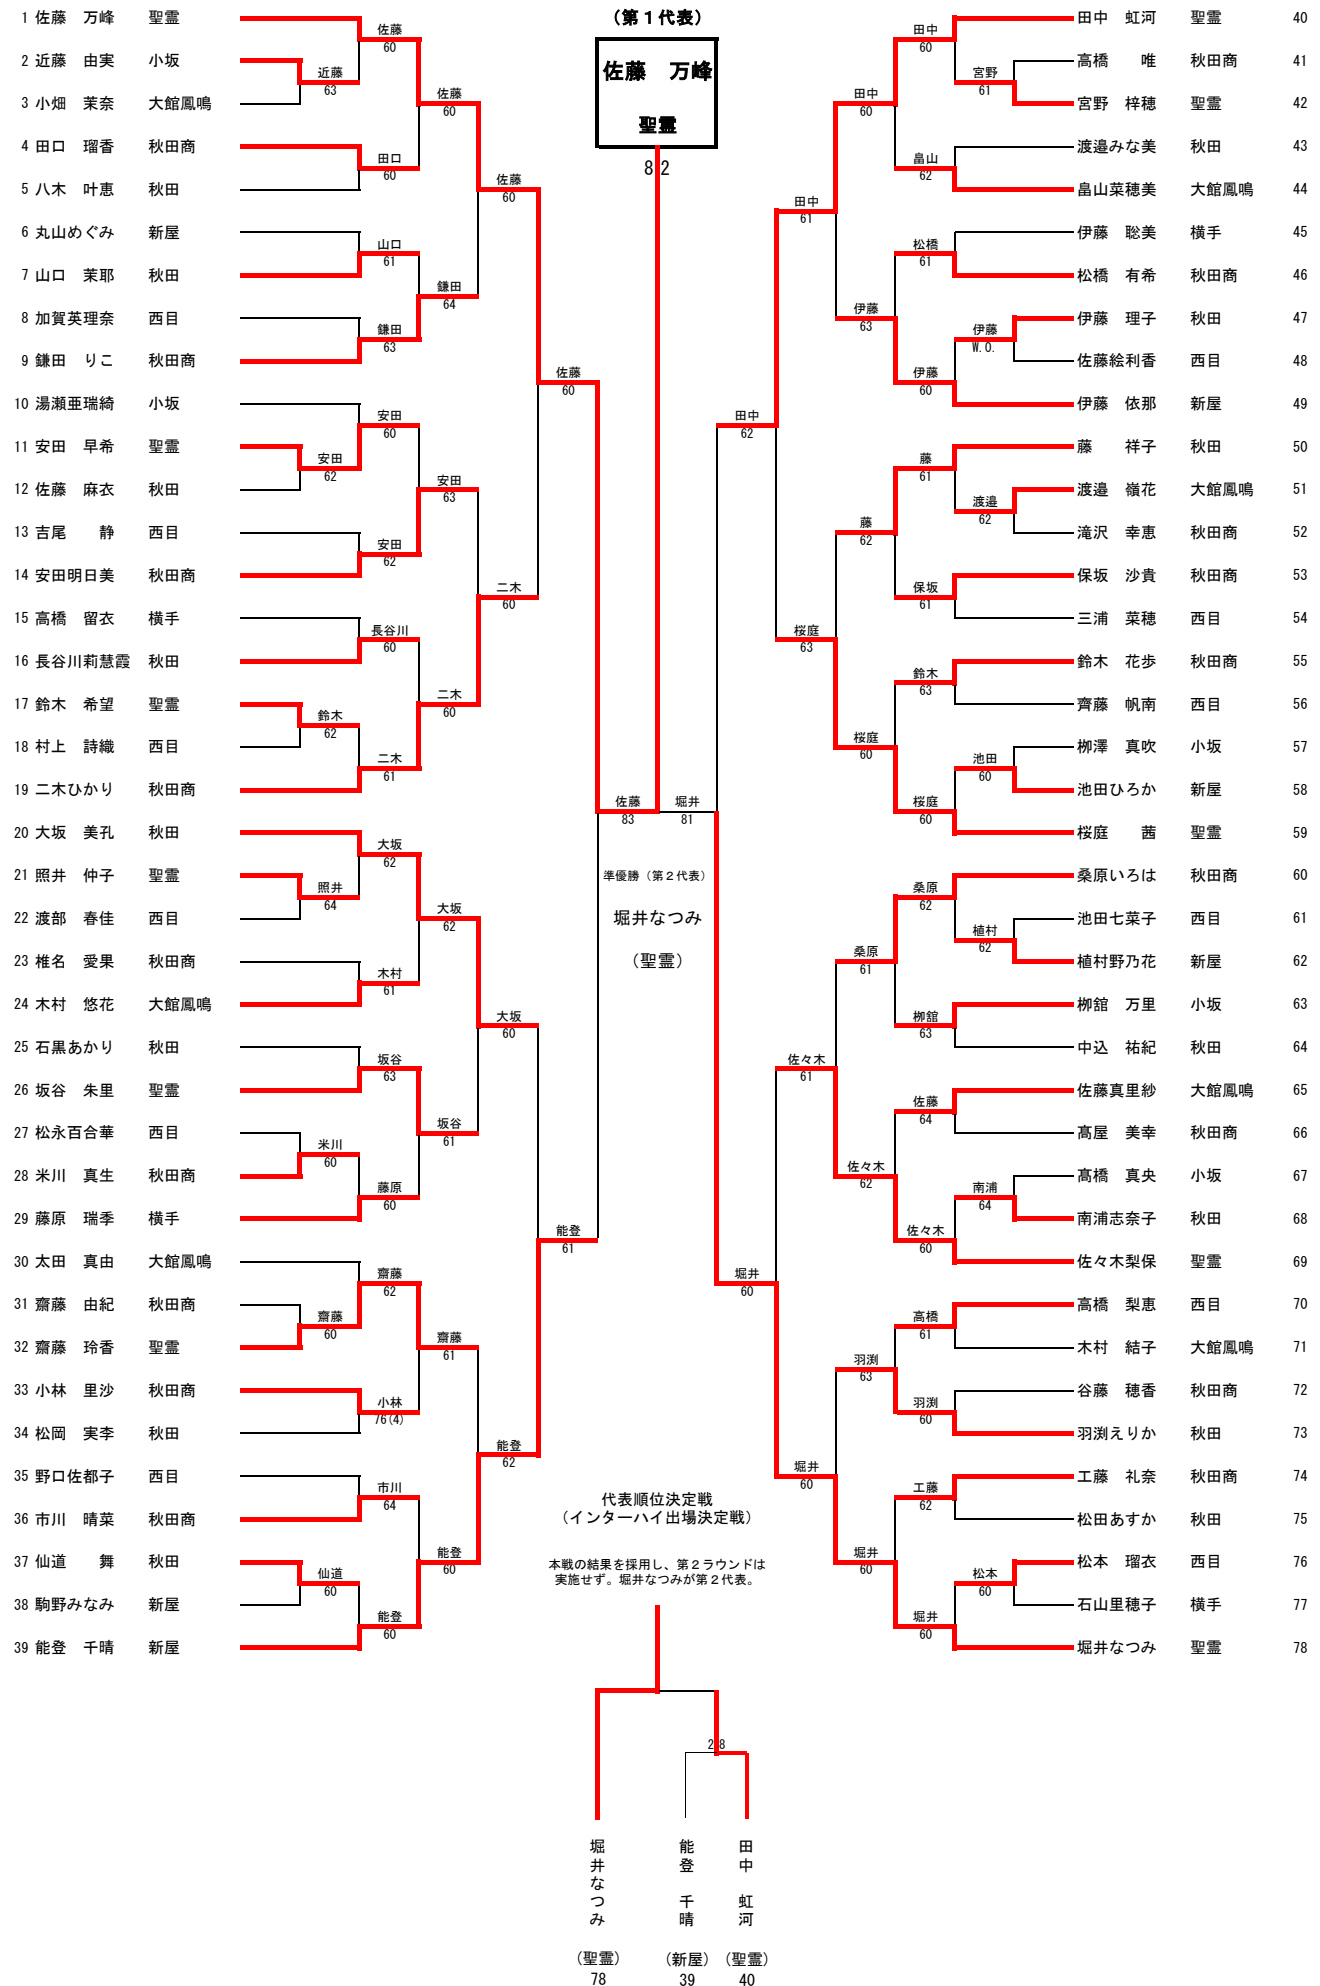 (第１代表)
佐藤　万峰
聖霊
8 2
1 佐藤　万峰　聖霊
2 近藤　由実　小坂
3 小畑　茉奈　大館鳳鳴
4 田口　瑠香　秋田商
5 八木　叶恵　秋田
6 丸山めぐみ　新屋
7 山口　茉耶　秋田
8 加賀英理奈　西目
9 鎌田　りこ　秋田商
10 湯瀬亜瑞綺　小坂
11 安田　早希　聖霊
12 佐藤　麻衣　秋田
13 吉尾　　静　西目
14 安田明日美　秋田商
15 高橋　留衣　横手
16 長谷川莉慧霞　秋田
17 鈴木　希望　聖霊
18 村上　詩織　西目
19 二木ひかり　秋田商
20 大坂　美孔　秋田
21 照井　仲子　聖霊
22 渡部　春佳　西目
23 椎名　愛果　秋田商
24 木村　悠花　大館鳳鳴
25 石黒あかり　秋田
26 坂谷　朱里　聖霊
27 松永百合華　西目
28 米川　真生　秋田商
29 藤原　瑞季　横手
30 太田　真由　大館鳳鳴
31 齋藤　由紀　秋田商
32 齋藤　玲香　聖霊
33 小林　里沙　秋田商
34 松岡　実李　秋田
35 野口佐都子　西目
36 市川　晴菜　秋田商
37 仙道　　舞　秋田
38 駒野みなみ　新屋
39 能登　千晴　新屋
近藤
63
安田
62
鈴木
62
照井
64
米川
60
齋藤
60
仙道
60
佐藤
60
田口
60
山口
61
鎌田
63
安田
60
安田
62
長谷川
60
二木
61
大坂
62
木村
61
坂谷
63
藤原
60
齋藤
62
小林
76(4)
市川
64
能登
60
佐藤
60
鎌田
64
安田
63
二木
60
大坂
62
坂谷
61
齋藤
61
能登
60
佐藤
60
二木
60
大坂
60
能登
62
佐藤
60
能登
61
佐藤
83
堀井
81
準優勝（第２代表）
堀井なつみ
（聖霊）
田中
62
堀井
60
田中
61
桜庭
63
佐々木
61
堀井
60
田中
60
伊藤
63
藤
62
桜庭
60
桑原
61
佐々木
62
羽渕
63
堀井
60
田中
60
畠山
62
松橋
61
伊藤
60
藤
61
保坂
61
鈴木
63
桜庭
60
桑原
62
栁舘
63
佐藤
64
佐々木
60
高橋
61
羽渕
60
工藤
62
堀井
60
宮野
61
伊藤
W.O.
渡邉
62
池田
60
植村
62
南浦
64
松本
60
田中　虹河　聖霊　40
高橋　　唯　秋田商　41
宮野　梓穂　聖霊　42
渡邉みな美　秋田　43
畠山菜穂美　大館鳳鳴　44
伊藤　聡美　横手　45
松橋　有希　秋田商　46
伊藤　理子　秋田　47
佐藤絵利香　西目　48
伊藤　依那　新屋　49
藤　　祥子　秋田　50
渡邉　嶺花　大館鳳鳴　51
滝沢　幸恵　秋田商　52
保坂　沙貴　秋田商　53
三浦　菜穂　西目　54
鈴木　花歩　秋田商　55
齊藤　帆南　西目　56
栁澤　真吹　小坂　57
池田ひろか　新屋　58
桜庭　　茜　聖霊　59
桑原いろは　秋田商　60
池田七菜子　西目　61
植村野乃花　新屋　62
栁舘　万里　小坂　63
中込　祐紀　秋田　64
佐藤真里紗　大館鳳鳴　65
髙屋　美幸　秋田商　66
髙橋　真央　小坂　67
南浦志奈子　秋田　68
佐々木梨保　聖霊　69
高橋　梨恵　西目　70
木村　結子　大館鳳鳴　71
谷藤　穂香　秋田商　72
羽渕えりか　秋田　73
工藤　礼奈　秋田商　74
松田あすか　秋田　75
松本　瑠衣　西目　76
石山里穂子　横手　77
堀井なつみ　聖霊　78
代表順位決定戦
（インターハイ出場決定戦）
本戦の結果を採用し、第２ラウンドは
実施せず。堀井なつみが第２代表。
2 8
堀井なつみ
（聖霊）
78
能登　千晴
（新屋）
39
田中　虹河
（聖霊）
40